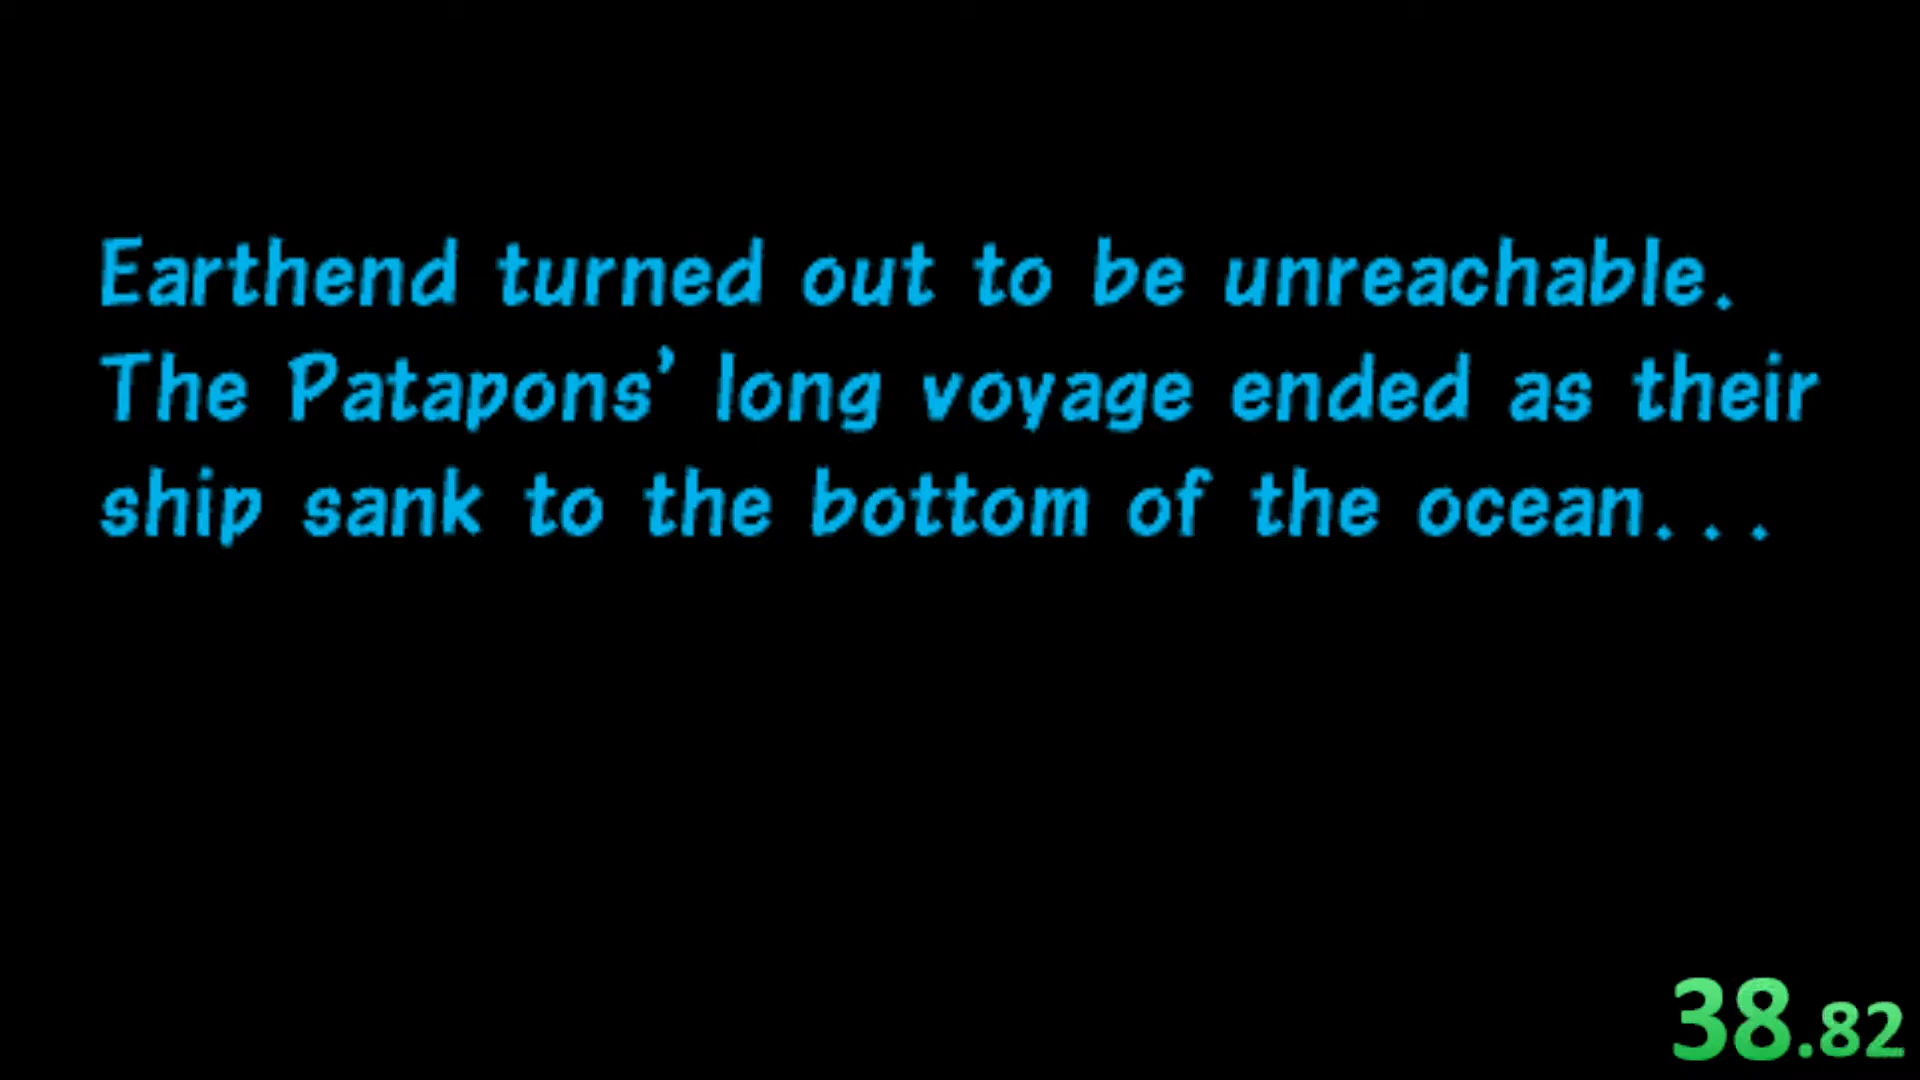 Earthend turned out to be unreachable.
The Patapons’ long voyage ended as their
ship sank to the bottom of the ocean...
38.82